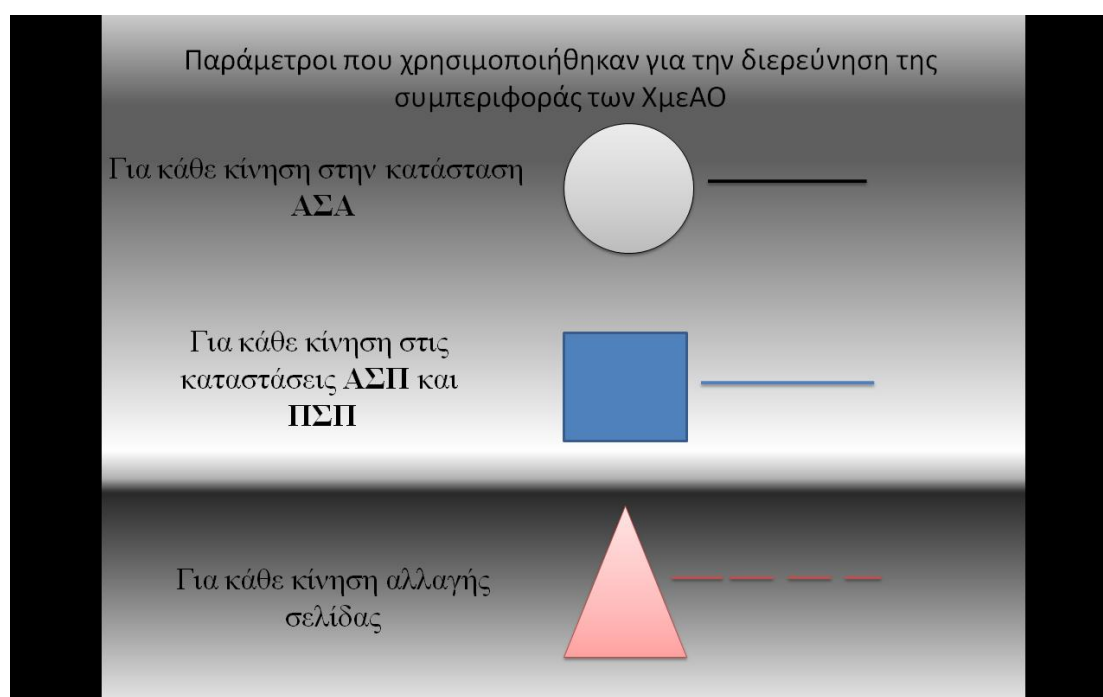 Παράμετροι που χρησιμοποιήθηκαν για την διερεύνηση της
συμπεριφοράς των ΧμεΑΟ
Για κάθε κίνηση στην κατάσταση
ΑΣΑ
Για κάθε κίνηση στις
καταστάσεις ΑΣΠ και
ΠΣΠ
Για κάθε κίνηση αλλαγής
σελίδας